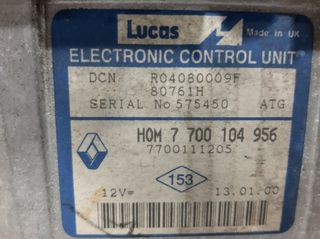 Lucas
Made in UK
ELECTRONIC CONTROL UNIT
DCN R04080009F
80761H
SERIAL No 575450 ATG
HOM 7 700 104 956
7700111205
153
12V= 13.01.00